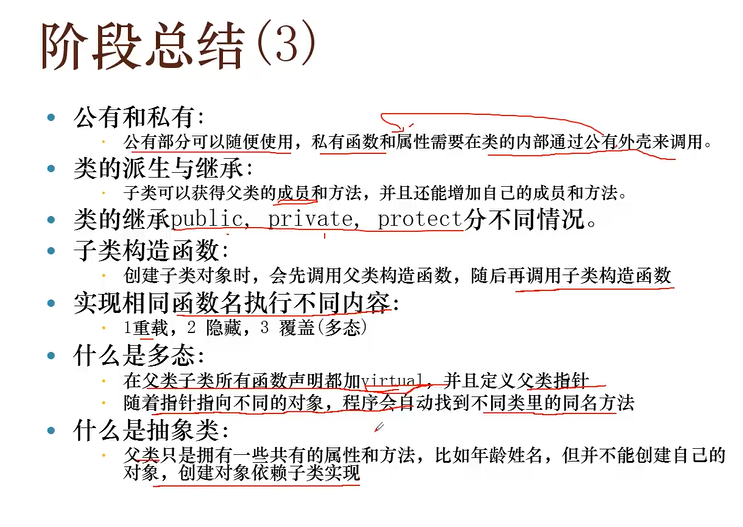 阶段总结(3)
公有和私有:
公有部分可以随便使用，私有函数和属性需要在类的内部通过公有外壳来调用。
类的派生与继承:
子类可以获得父类的成员和方法，并且还能增加自己的成员和方法。
类的继承public, private, protect分不同情况。
子类构造函数:
创建子类对象时，会先调用父类构造函数，随后再调用子类构造函数
实现相同函数名执行不同内容:
1重载，2 隐藏，3 覆盖(多态)
什么是多态:
在父类子类所有函数声明都加virtual，并且定义父类指针
随着指针指向不同的对象，程序会自动找到不同类里的同名方法
什么是抽象类:
父类只是拥有一些共有的属性和方法，比如年龄姓名，但并不能创建自己的
对象，创建对象依赖子类实现